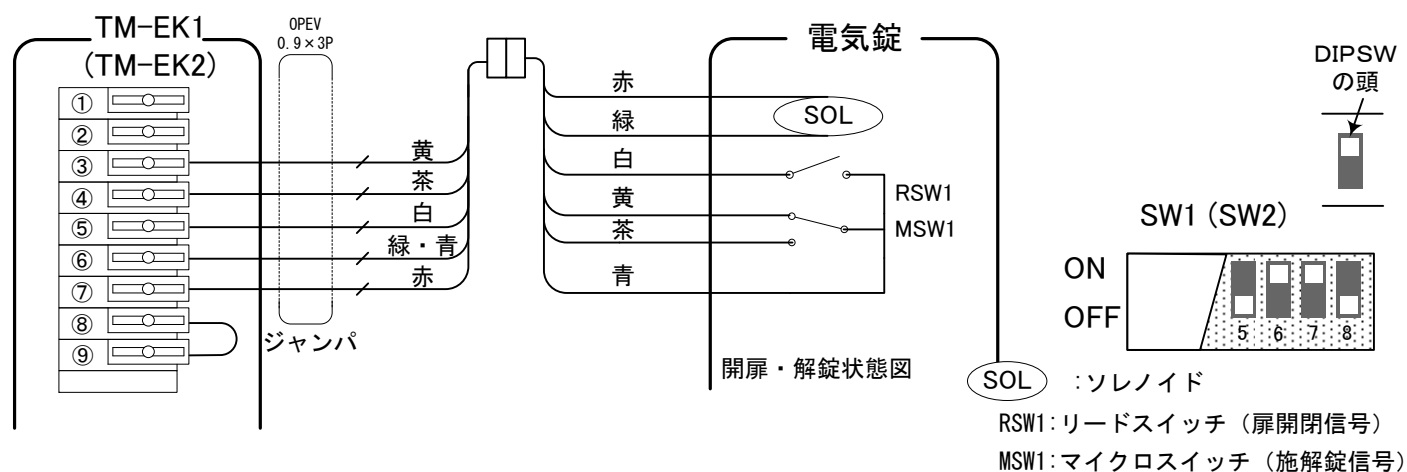 TM-EK1
(TM-EK2)
①
②
③
④
⑤
⑥
⑦
⑧
⑨
OPEV
0.9×3P
黄
茶
白
緑・青
赤
ジャンパ
電気錠
赤
緑
白
黄
茶
青
SOL
RSW1
MSW1
開扉・解錠状態図
DIPSW
の頭
SW1 (SW2)
ON
OFF
5 6 7 8
SOL :ソレノイド
RSW1:リードスイッチ（扉開閉信号）
MSW1:マイクロスイッチ（施解錠信号）